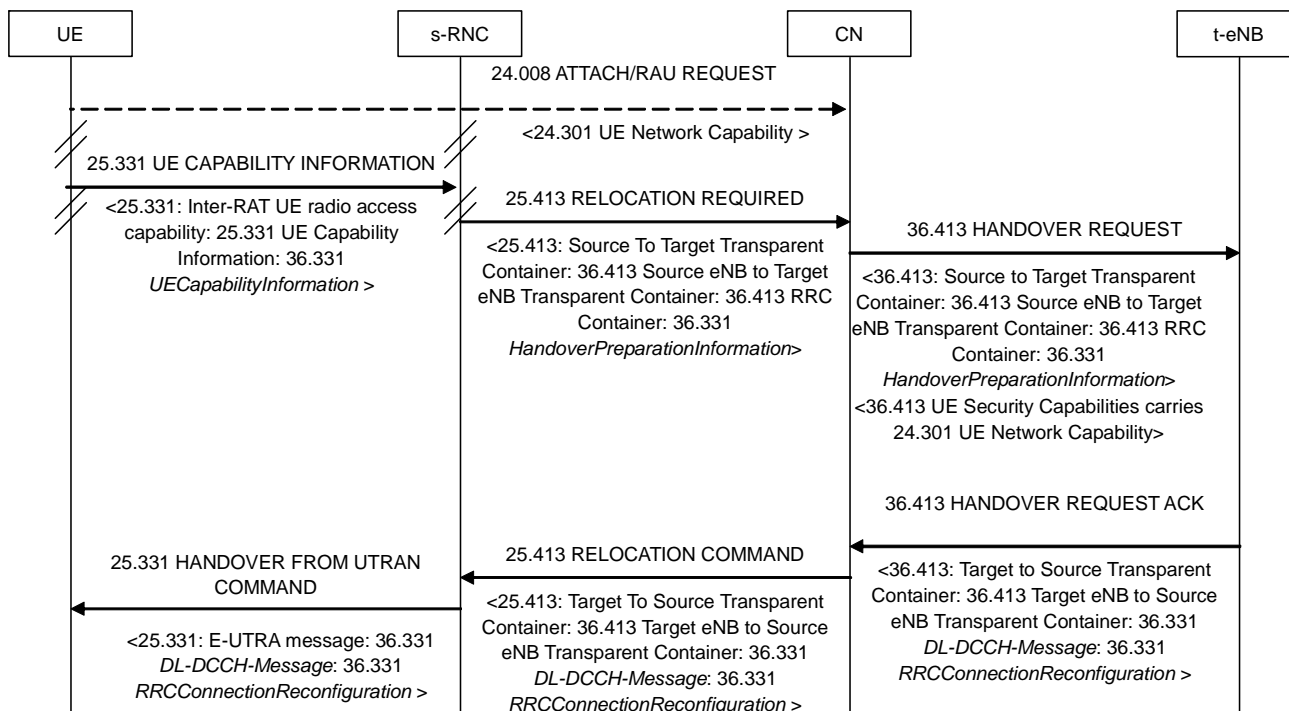 UE
s-RNC
CN
t-eNB
24.008 ATTACH/RAU REQUEST
<24.301 UE Network Capability >
25.331 UE CAPABILITY INFORMATION
<25.331: Inter-RAT UE radio access
capability: 25.331 UE Capability
Information: 36.331
UECapabilityInformation >
25.413 RELOCATION REQUIRED
<25.413: Source To Target Transparent
Container: 36.413 Source eNB to Target
eNB Transparent Container: 36.413 RRC
Container: 36.331
HandoverPreparationInformation>
36.413 HANDOVER REQUEST
<36.413: Source to Target Transparent
Container: 36.413 Source eNB to Target
eNB Transparent Container: 36.413 RRC
Container: 36.331
HandoverPreparationInformation>
<36.413 UE Security Capabilities carries
24.301 UE Network Capability>
36.413 HANDOVER REQUEST ACK
<36.413: Target to Source Transparent
Container: 36.413 Target eNB to Source
eNB Transparent Container: 36.331
DL-DCCH-Message: 36.331
RRCConnectionReconfiguration >
25.413 RELOCATION COMMAND
<25.413: Target To Source Transparent
Container: 36.413 Target eNB to Source
eNB Transparent Container: 36.331
DL-DCCH-Message: 36.331
RRCConnectionReconfiguration >
25.331 HANDOVER FROM UTRAN
COMMAND
<25.331: E-UTRA message: 36.331
DL-DCCH-Message: 36.331
RRCConnectionReconfiguration >